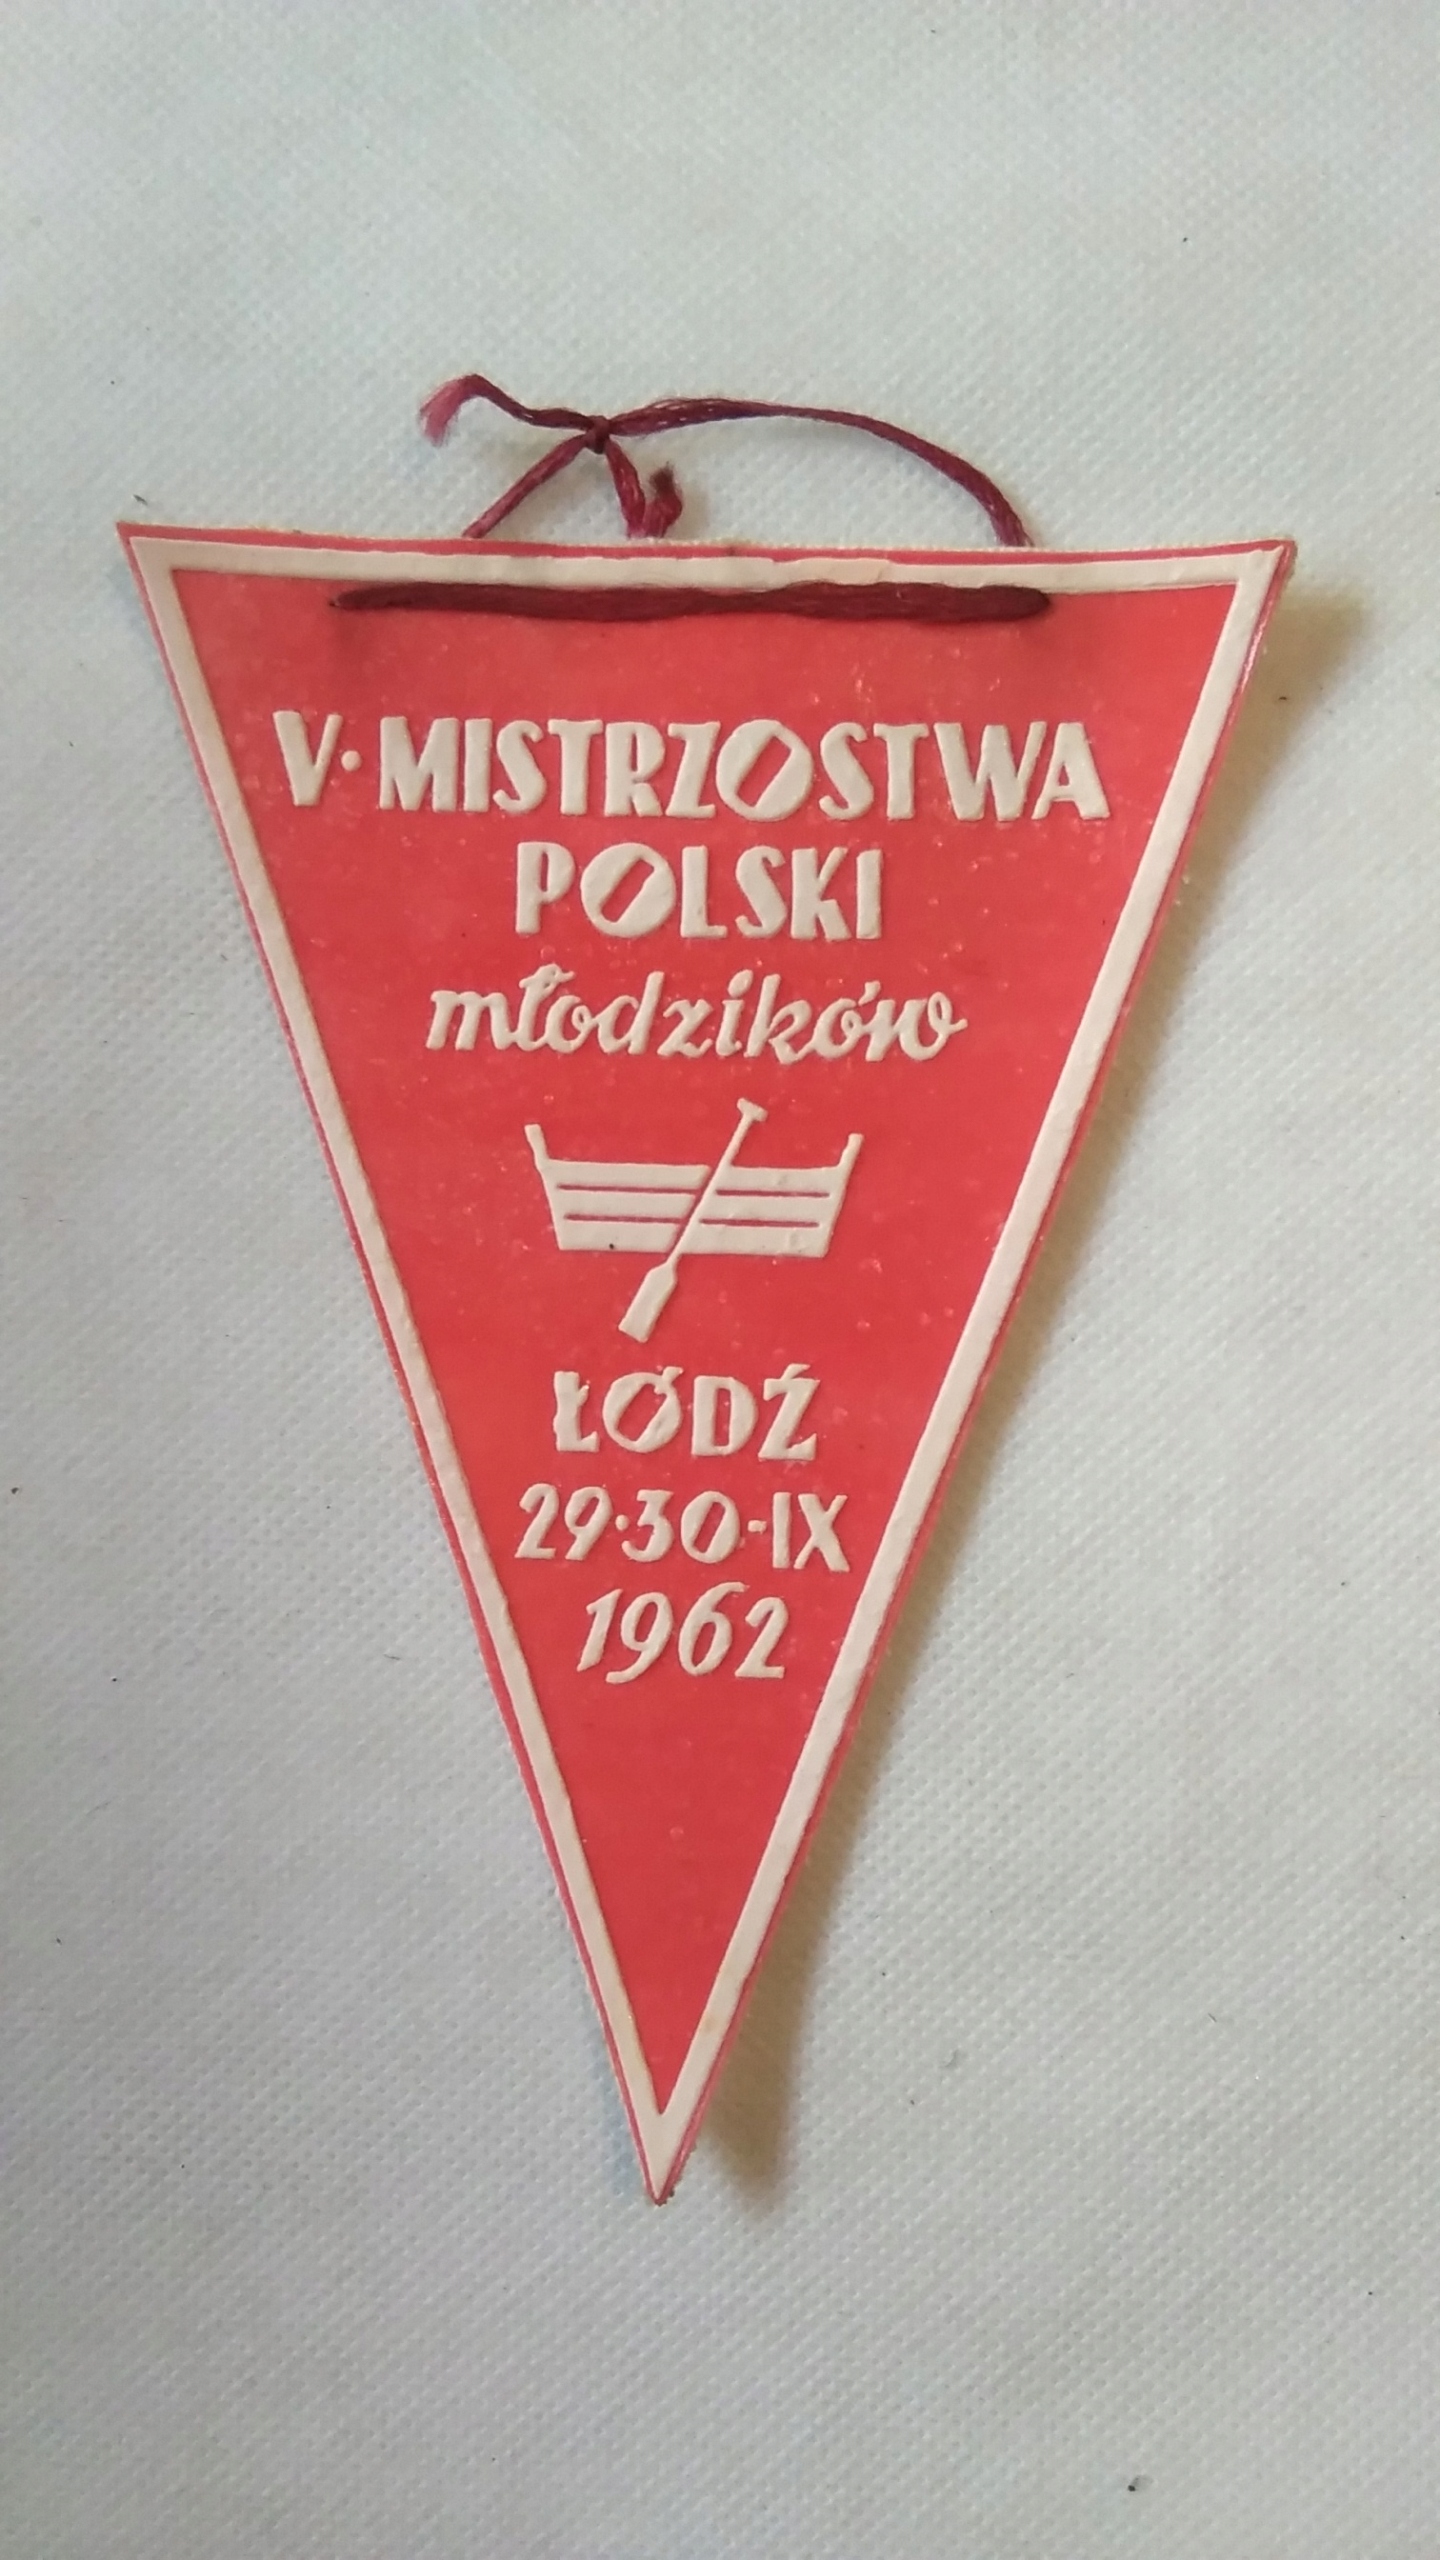 V·MISTRZOSTWA
POLSKI
młodzików
ŁÓDŹ
29·30-IX
1962